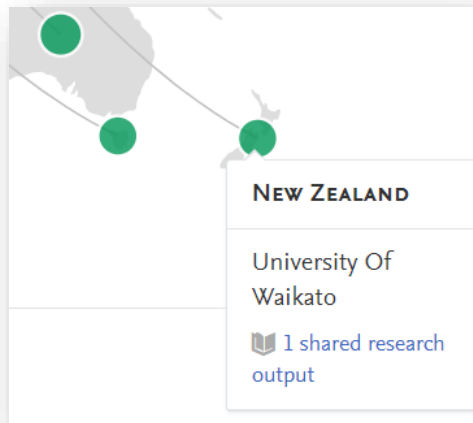 New Zealand
University Of
Waikato
1 shared research
output